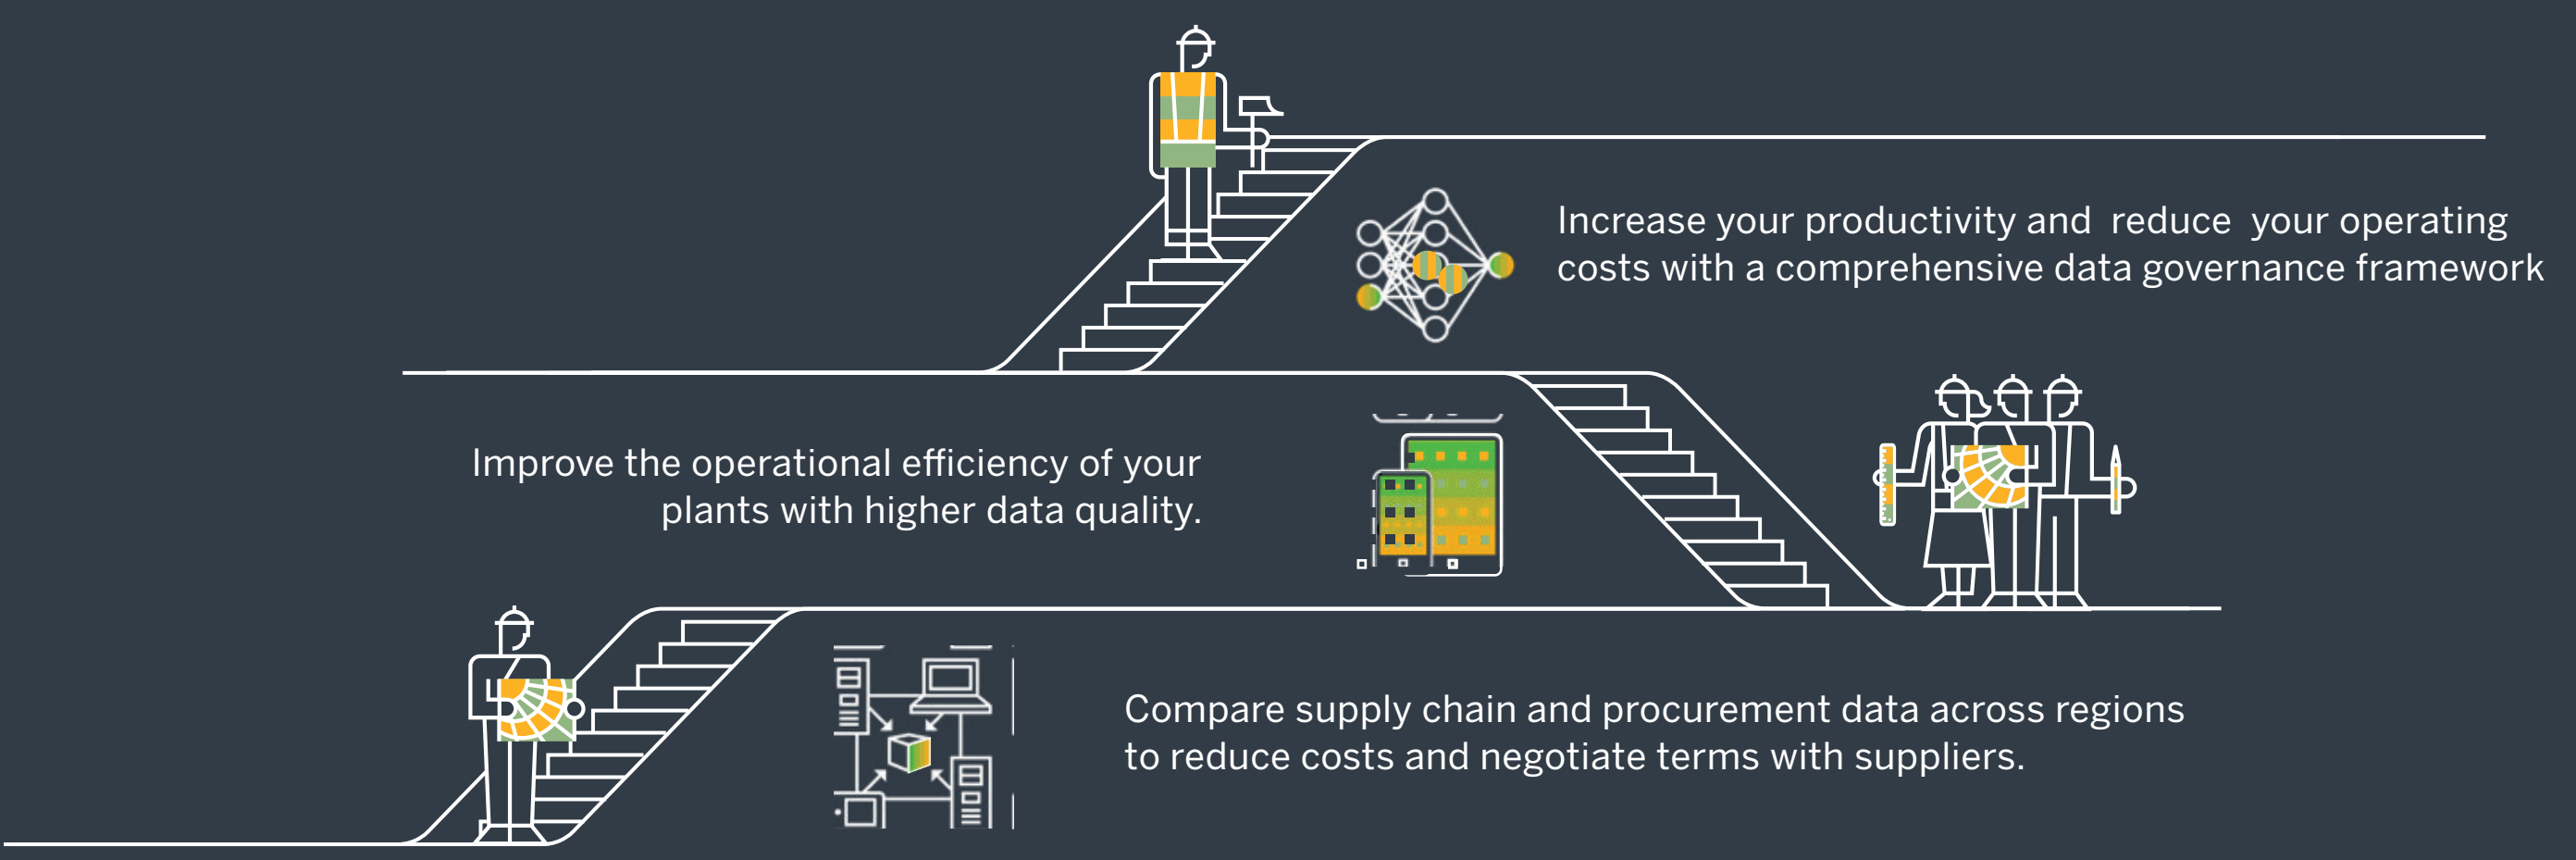 Increase your productivity and reduce your operating
costs with a comprehensive data governance framework
Improve the operational efficiency of your
plants with higher data quality.
Compare supply chain and procurement data across regions
to reduce costs and negotiate terms with suppliers.